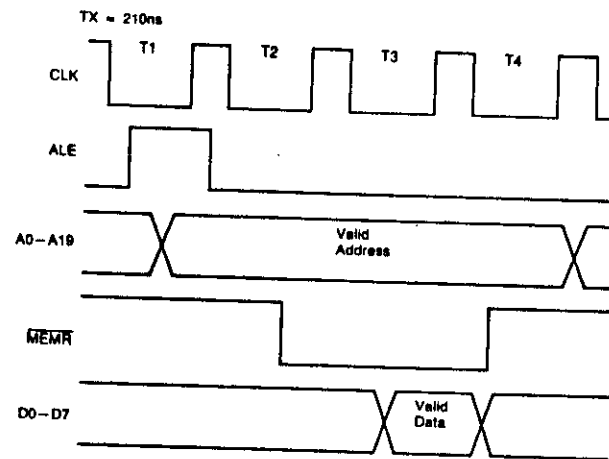 TX = 210ns
T1 T2 T3 T4
CLK
ALE
A0–A19
Valid
Address
MEMR
D0–D7
Valid
Data